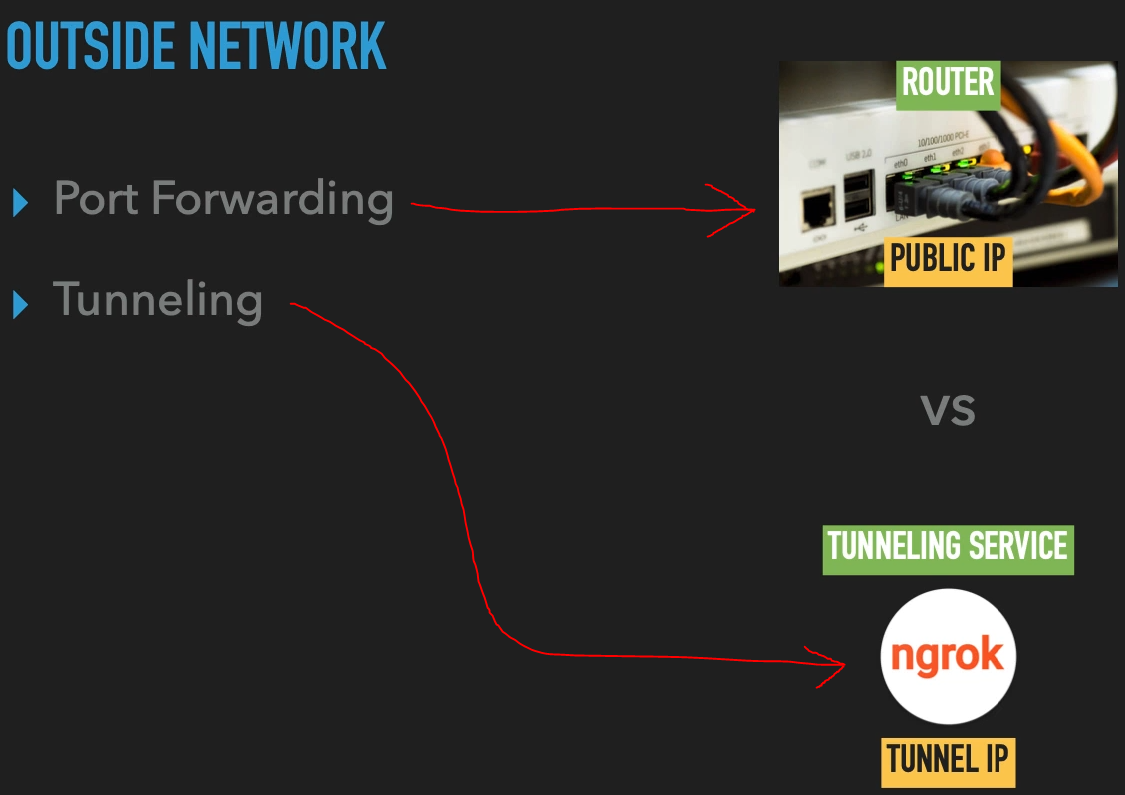 OUTSIDE NETWORK
Port Forwarding
Tunneling
ROUTER
10/100/1000 PCI-E
USB 2.0
eth0 eth1 eth2
PUBLIC IP
vs
TUNNELING SERVICE
ngrok
TUNNEL IP